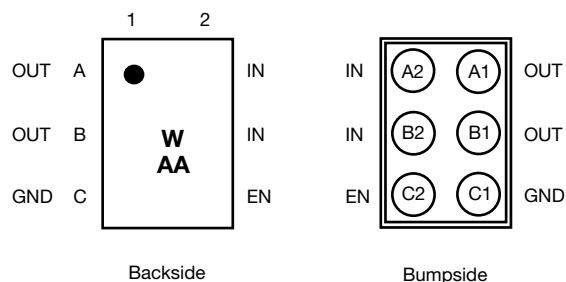 1 2
OUT A IN
OUT B W IN
AA
GND C EN
Backside
IN A2 A1 OUT
IN B2 B1 OUT
EN C2 C1 GND
Bumpside